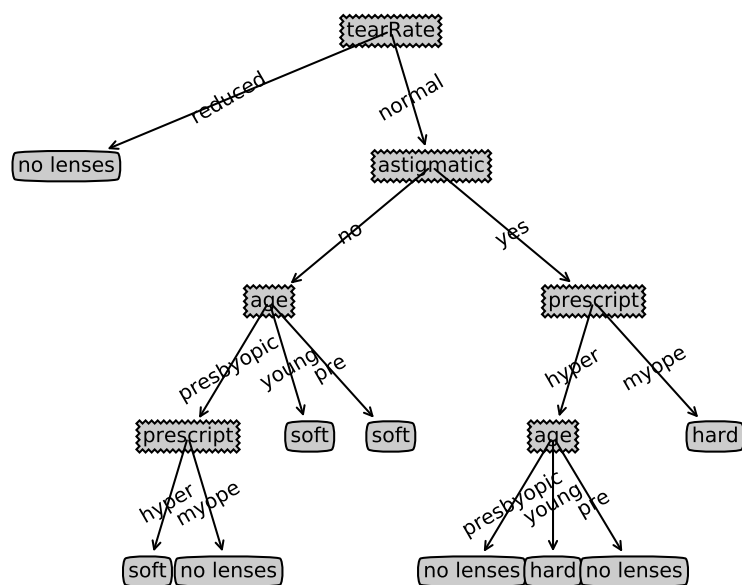 tearRate
reduced
normal
no lenses
astigmatic
no
yes
age
prescript
presbyopic
young
pre
hyper
myope
prescript
soft
soft
age
hard
hyper
myope
presbyopic
young
pre
soft
no lenses
no lenses
hard
no lenses